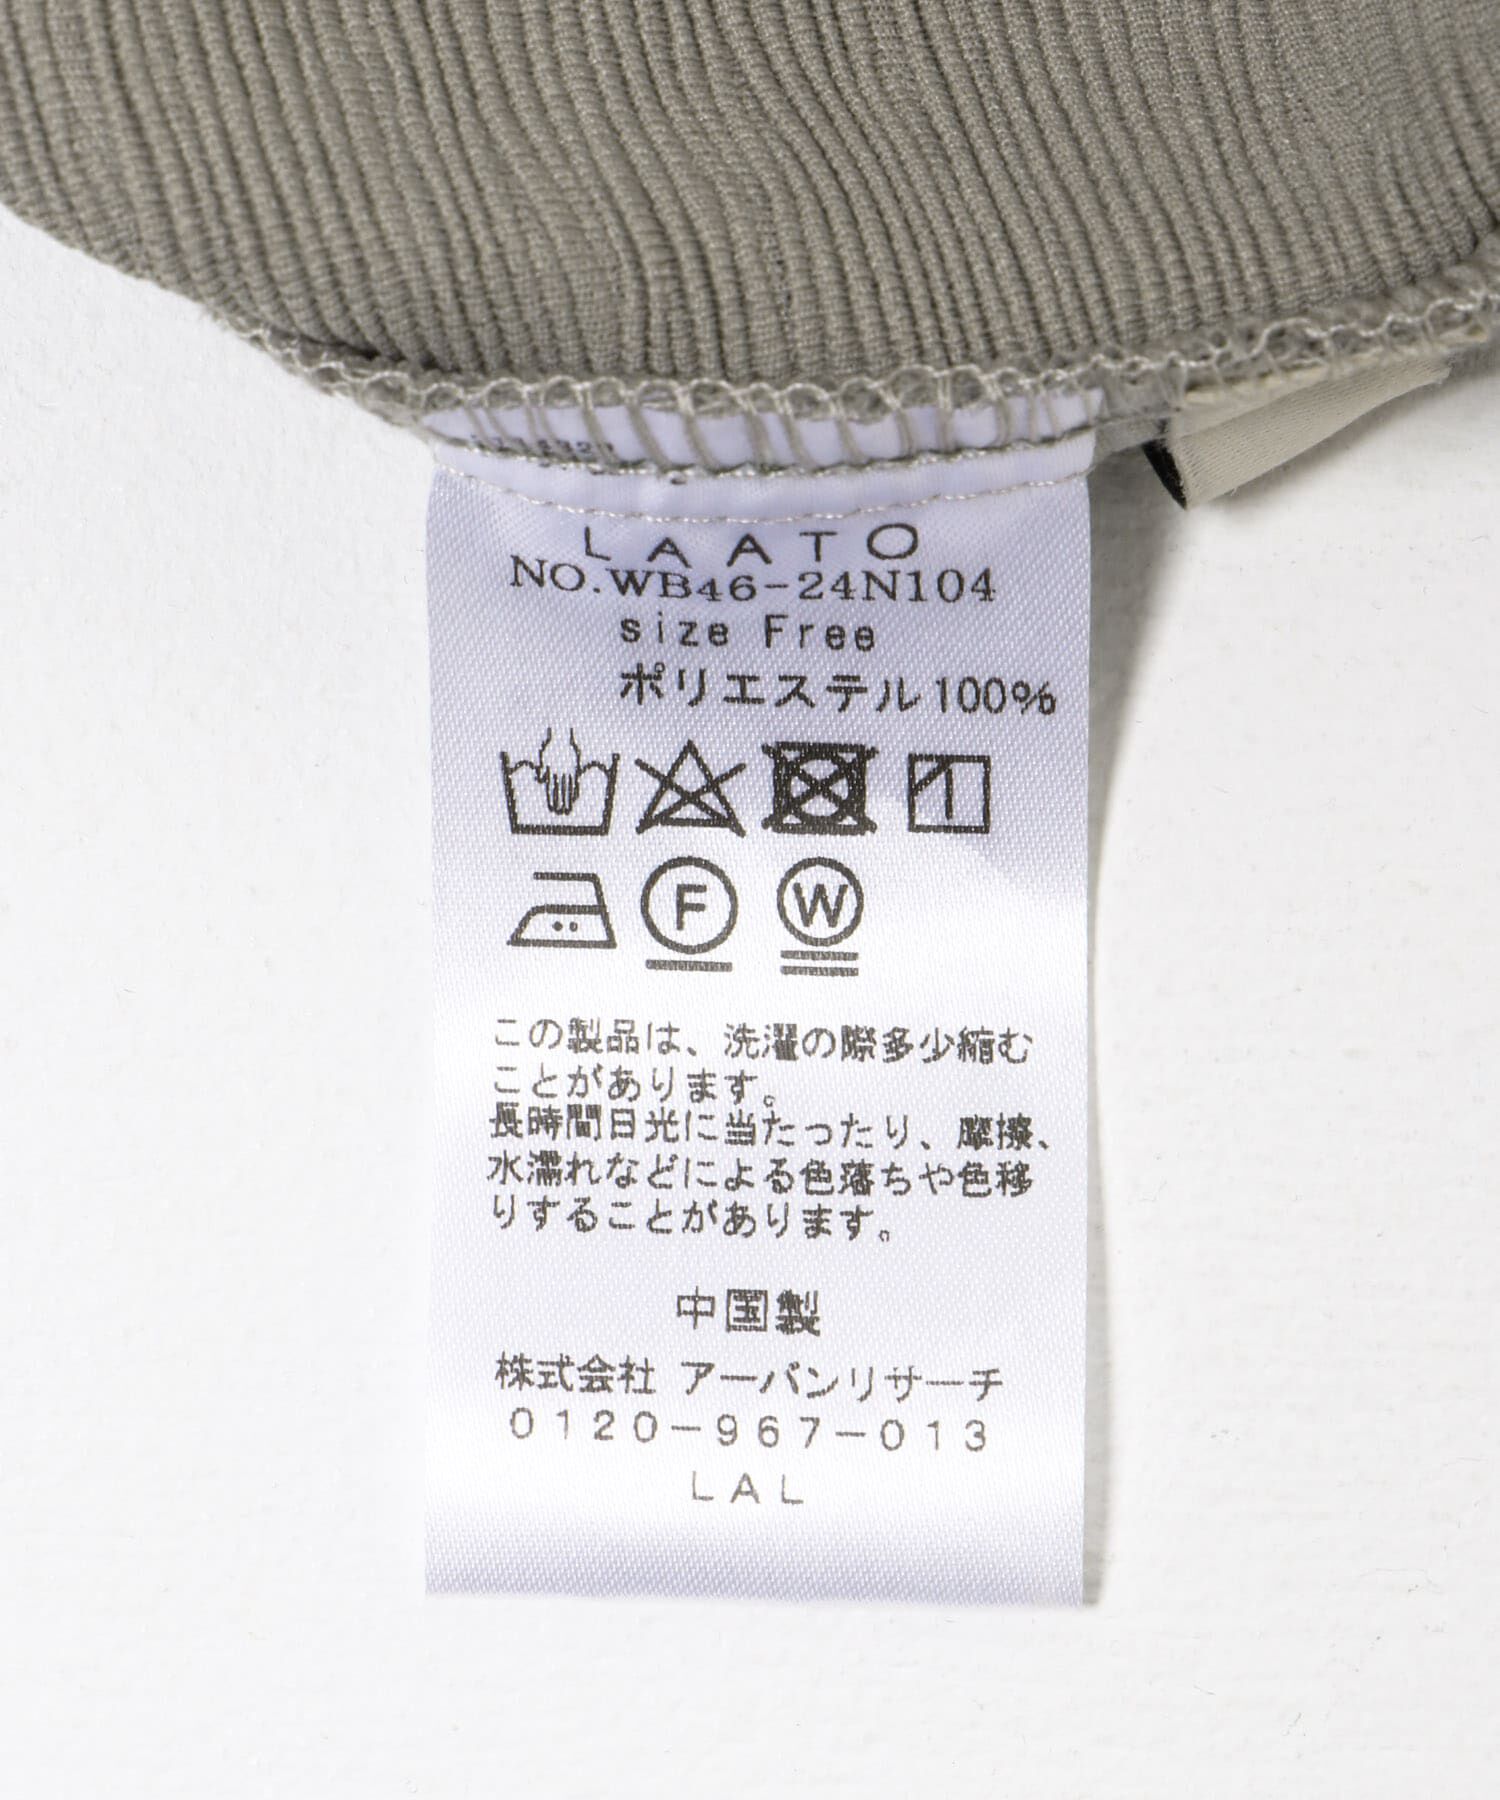 LAATO
NO.WB46-24N104
size Free
ポリエステル100%
F W
この製品は、洗濯の際多少縮む
ことがあります。
長時間日光に当たったり、摩擦、
水濡れなどによる色落ちや色移
りすることがあります。
中国製
株式会社 アーバンリサーチ
0120-967-013
LAL